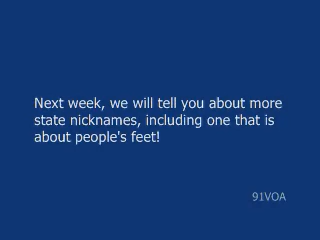 Next week, we will tell you about more
state nicknames, including one that is
about people's feet!
91VOA